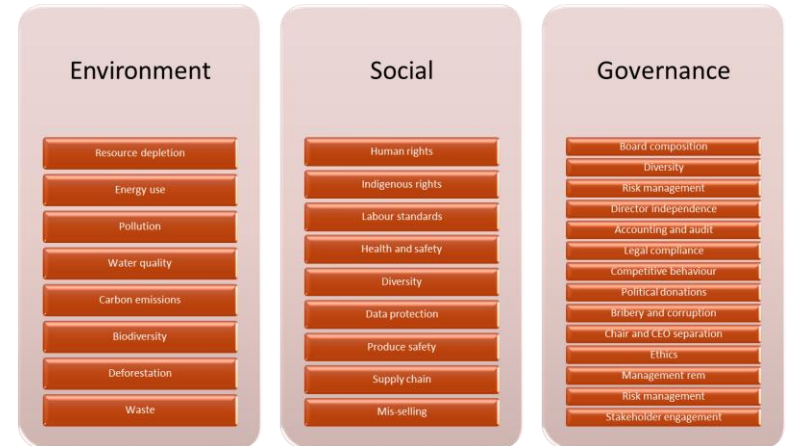 Environment
Resource depletion
Energy use
Pollution
Water quality
Carbon emissions
Biodiversity
Deforestation
Waste
Social
Human rights
Indigenous rights
Labour standards
Health and safety
Diversity
Data protection
Produce safety
Supply chain
Mis-selling
Governance
Board composition
Diversity
Risk management
Director independence
Accounting and audit
Legal compliance
Competitive behaviour
Political donations
Bribery and corruption
Chair and CEO separation
Ethics
Management rem
Risk management
Stakeholder engagement